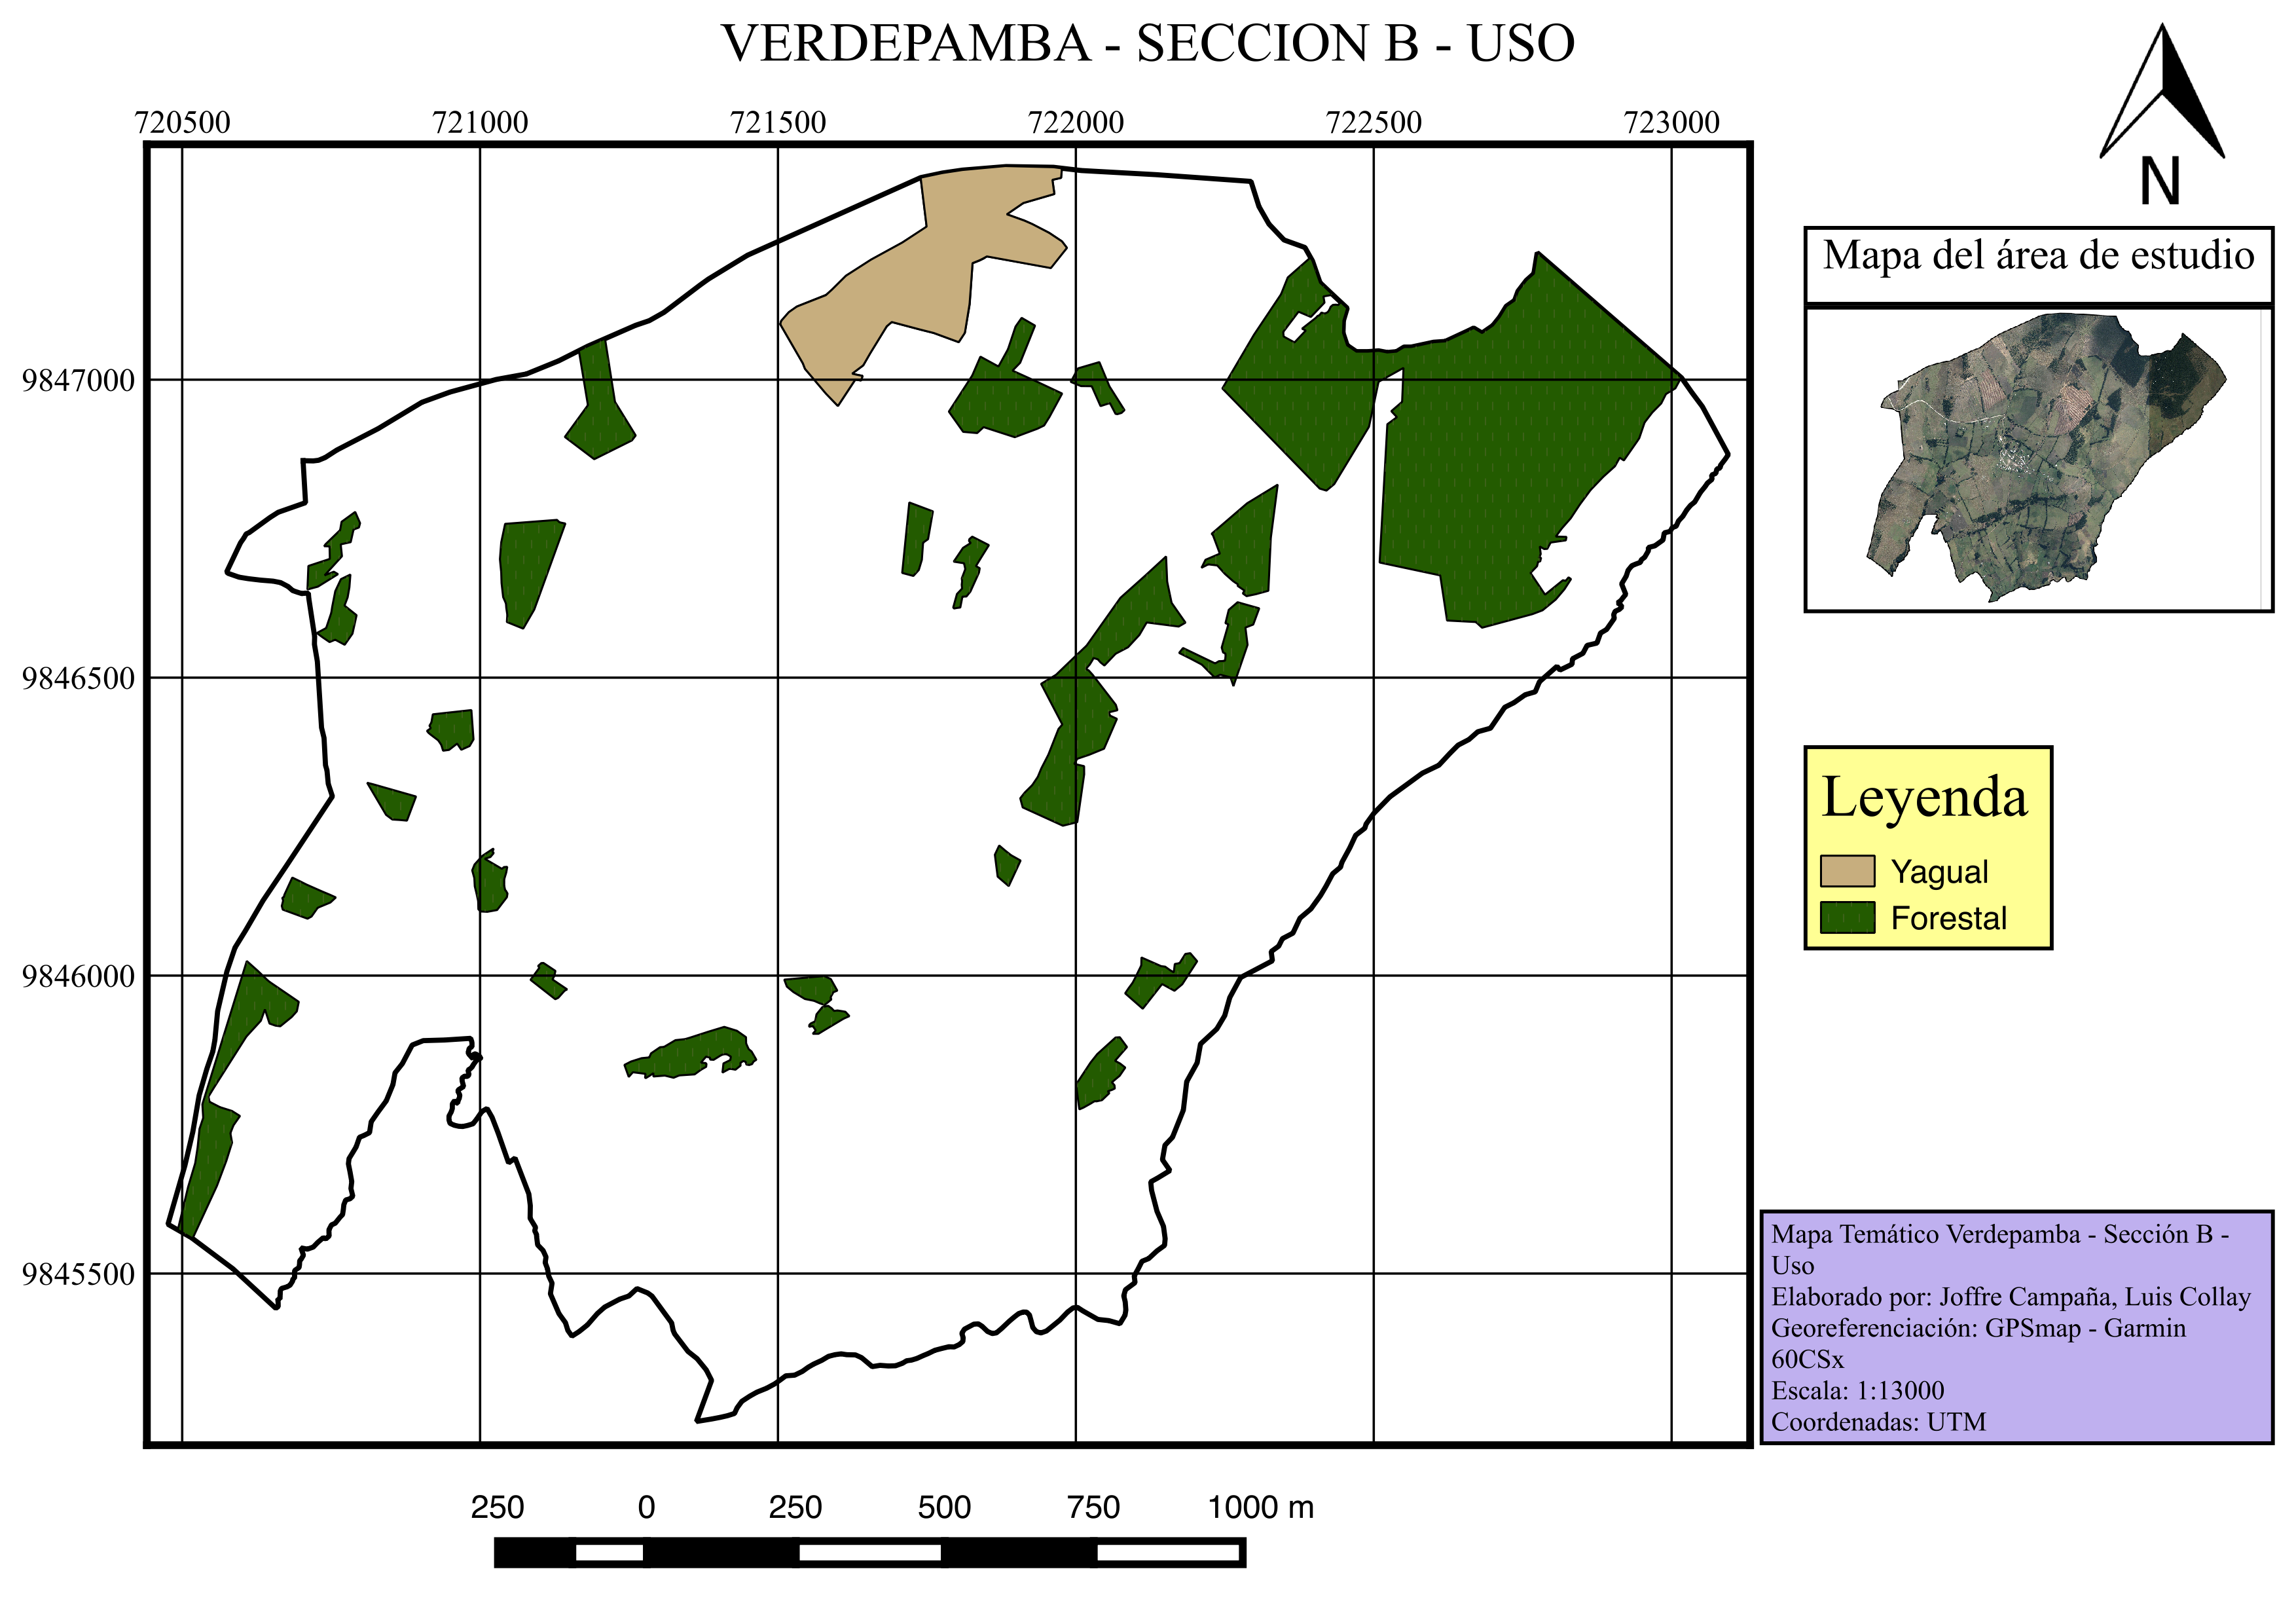 VERDEPAMBA - SECCION B - USO
N
720500 721000 721500 722000 722500 723000
Mapa del área de estudio
9847000
9846500
9846000
9845500
Leyenda
Yagual
Forestal
Mapa Temático Verdepamba - Sección B -
Uso
Elaborado por: Joffre Campaña, Luis Collay
Georeferenciación: GPSmap - Garmin
60CSx
Escala: 1:13000
Coordenadas: UTM
250 0 250 500 750 1000 m